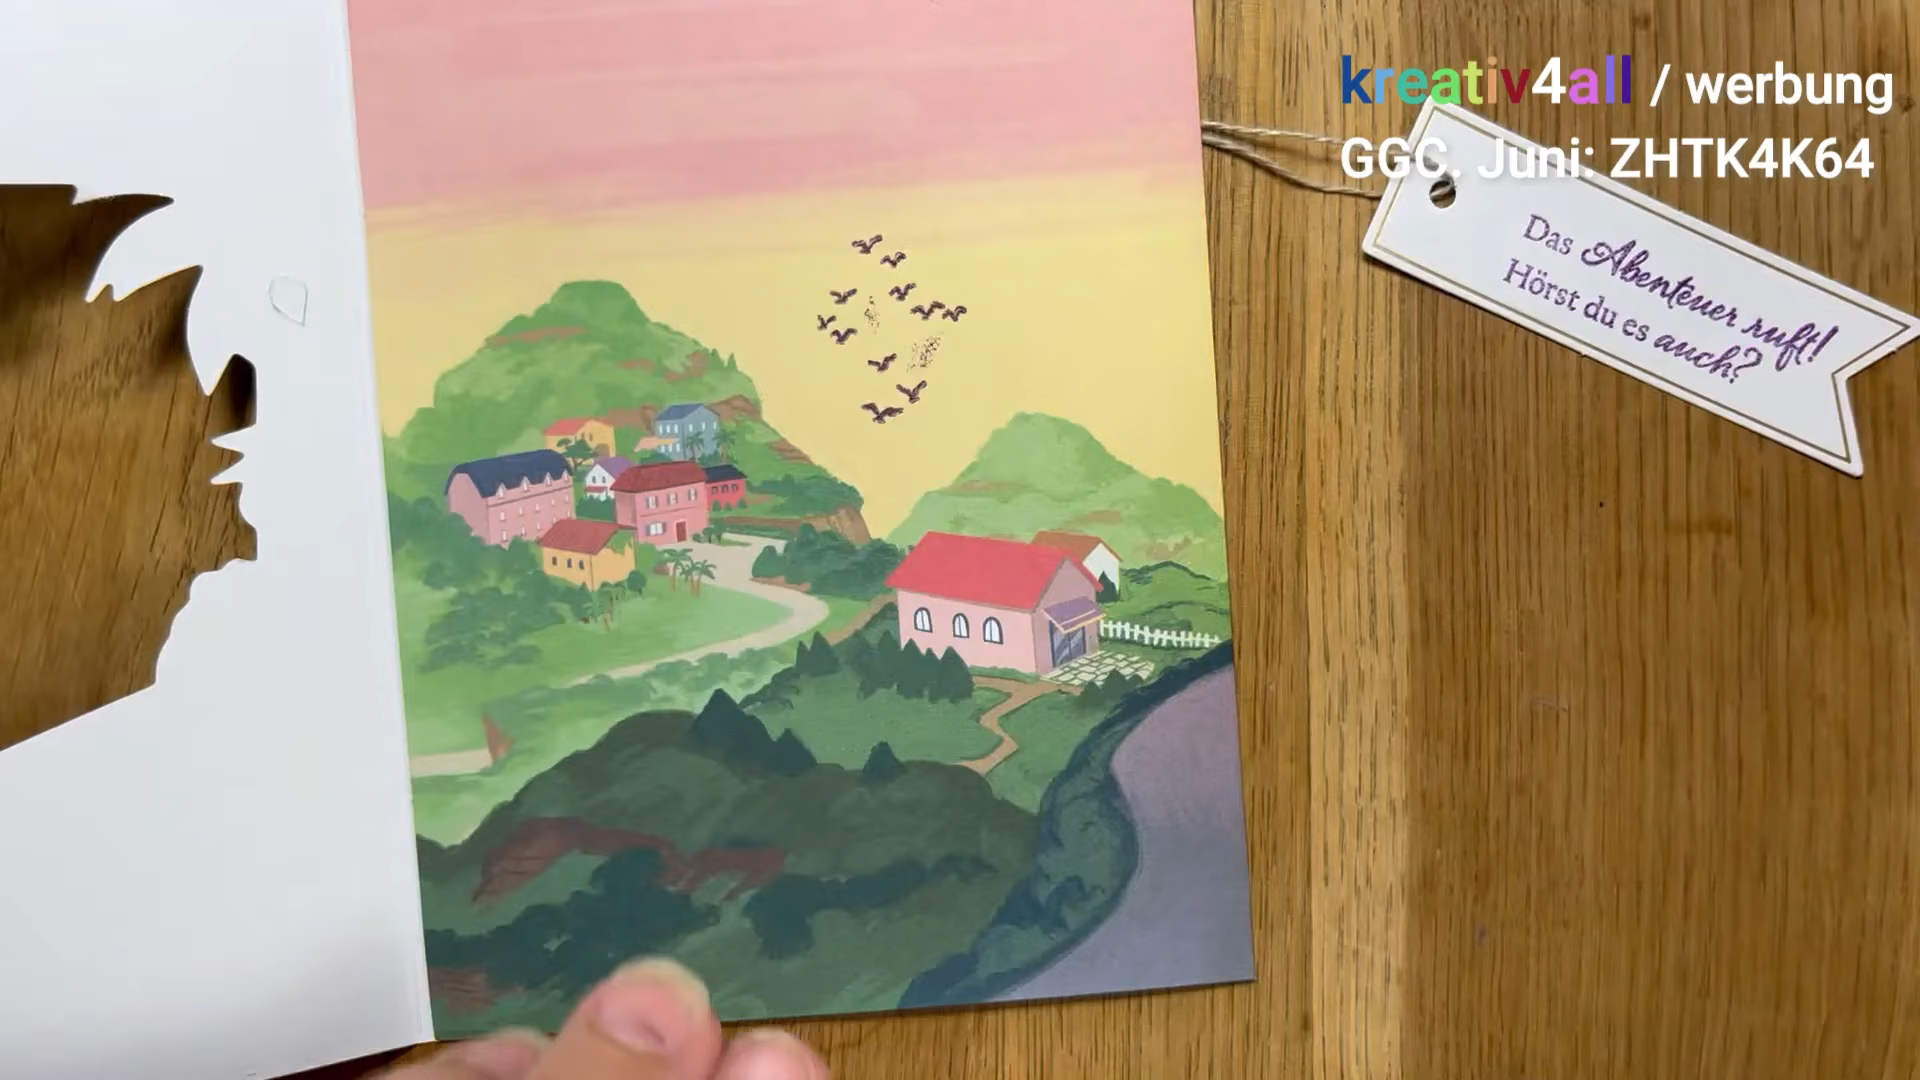 kreativ4all / werbung
GGC. Juni: ZHTK4K64
Das Abenteuer ruft!
Hörst du es auch?